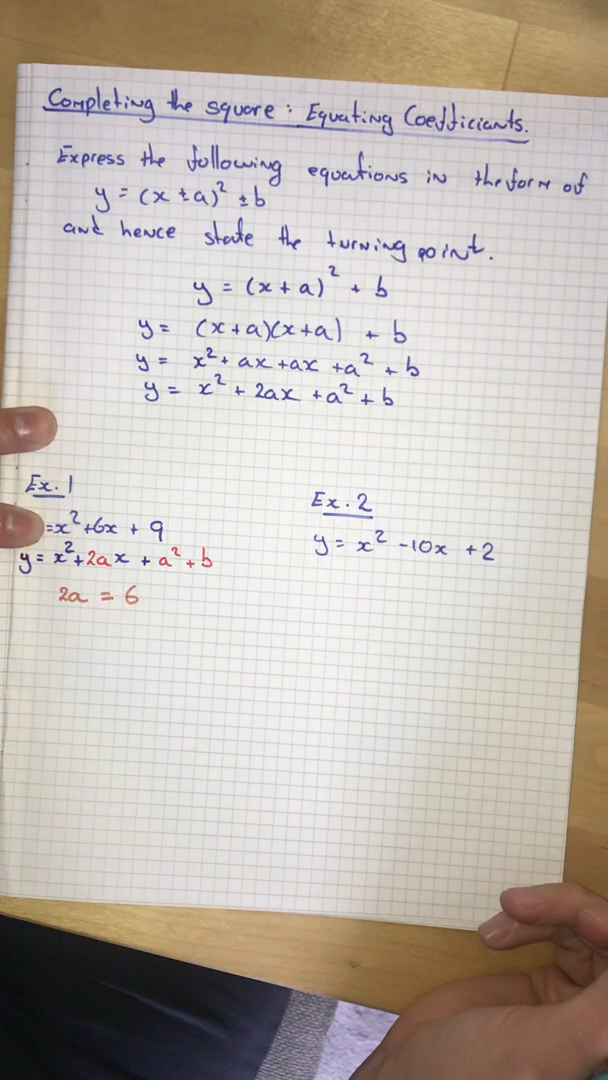 Completing the square : Equating Coefficients.
Express the following equations in the form of
y = (x ± a)² ± b
and hence state the turning point.
y = (x + a)² + b
y = (x + a)(x + a) + b
y = x² + ax + ax + a² + b
y = x² + 2ax + a² + b
Ex. 1
= x² + 6x + 9
y = x² + 2ax + a² + b
2a = 6
Ex. 2
y = x² - 10x + 2